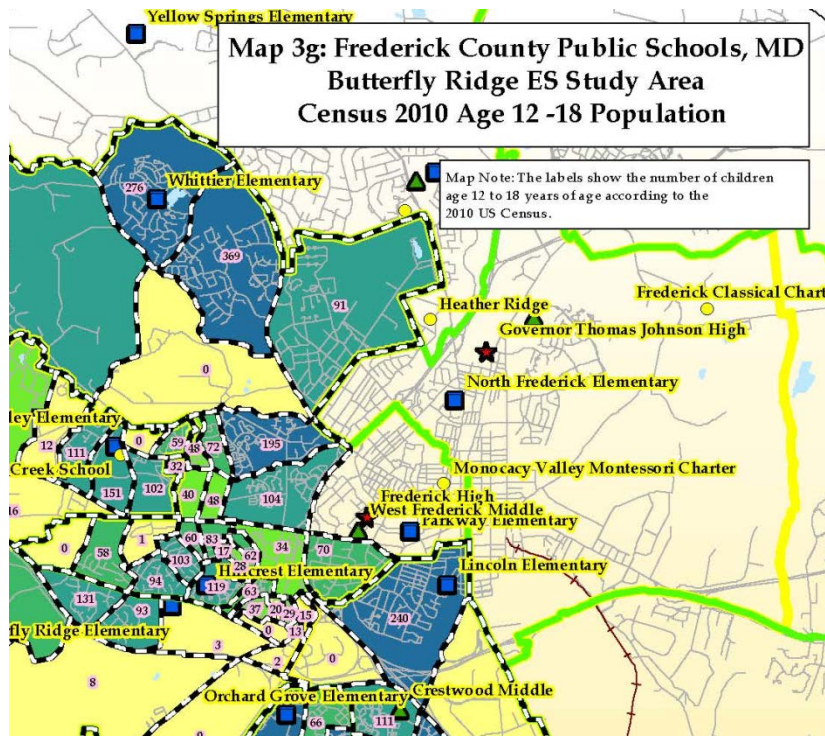 Yellow Springs Elementary
Map 3g: Frederick County Public Schools, MD
Butterfly Ridge ES Study Area
Census 2010 Age 12 -18 Population
Map Note: The labels show the number of children
age 12 to 18 years of age according to the
2010 US Census.
276
Whittier Elementary
369
91
Heather Ridge
Frederick Classical Chart
Governor Thomas Johnson High
0
North Frederick Elementary
ley Elementary
12
111
0
59
48
72
195
Creek School
32
Monocacy Valley Montessori Charter
151
102
40
48
104
Frederick High
West Frederick Middle
Parkway Elementary
16
0
58
1
60
83
17
62
34
70
103
28
Hillcrest Elementary
Lincoln Elementary
94
119
131
93
63
37
20
29
15
240
0
13
fly Ridge Elementary
3
2
0
8
Orchard Grove Elementary
Crestwood Middle
66
111
0